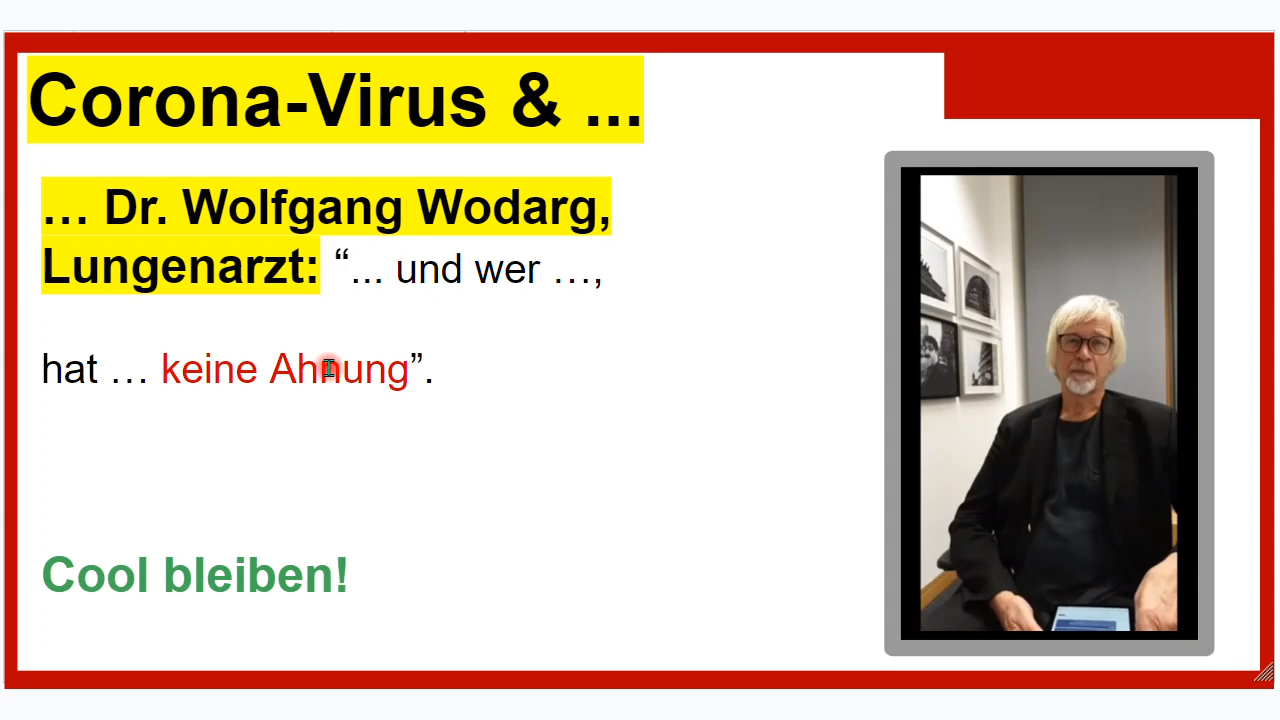 Corona-Virus & ...
… Dr. Wolfgang Wodarg,
Lungenarzt: “... und wer …,
hat … keine Ahnung”.
Cool bleiben!